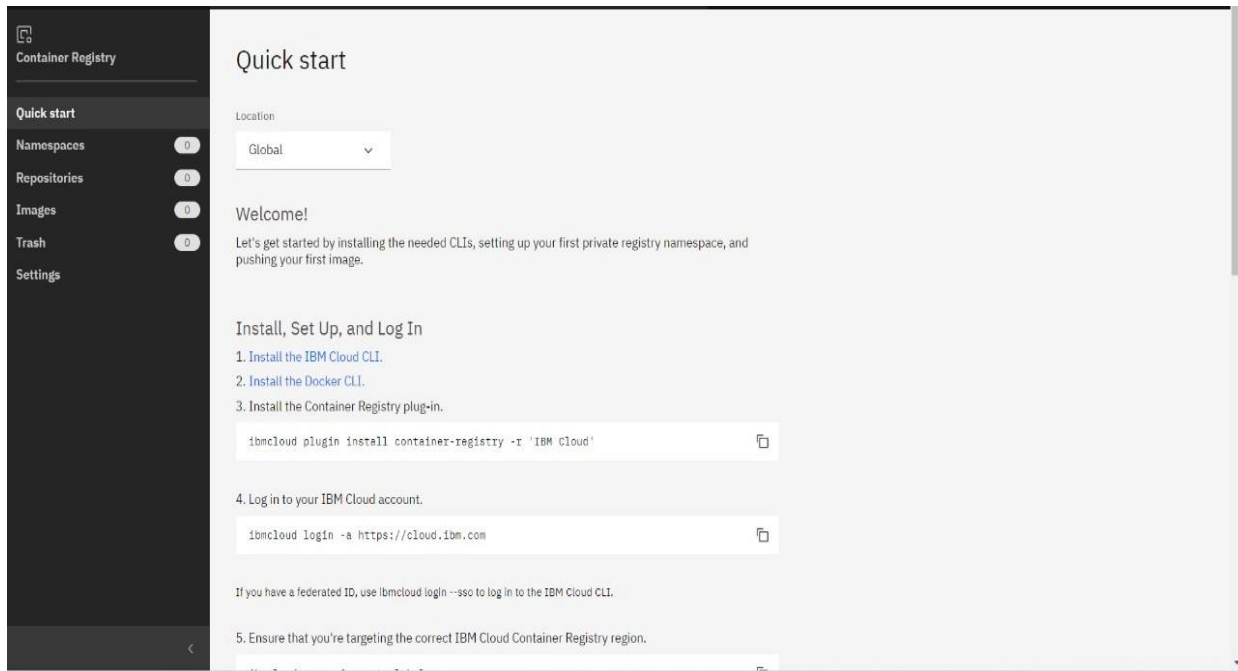 Container Registry
Quick start
Namespaces 0
Repositories 0
Images 0
Trash 0
Settings
Quick start
Location
Global
Welcome!
Let's get started by installing the needed CLIs, setting up your first private registry namespace, and
pushing your first image.
Install, Set Up, and Log In
1. Install the IBM Cloud CLI.
2. Install the Docker CLI.
3. Install the Container Registry plug-in.
ibmcloud plugin install container-registry -r 'IBM Cloud'
4. Log in to your IBM Cloud account.
ibmcloud login -a https://cloud.ibm.com
If you have a federated ID, use ibmcloud login --sso to log in to the IBM Cloud CLI.
5. Ensure that you're targeting the correct IBM Cloud Container Registry region.